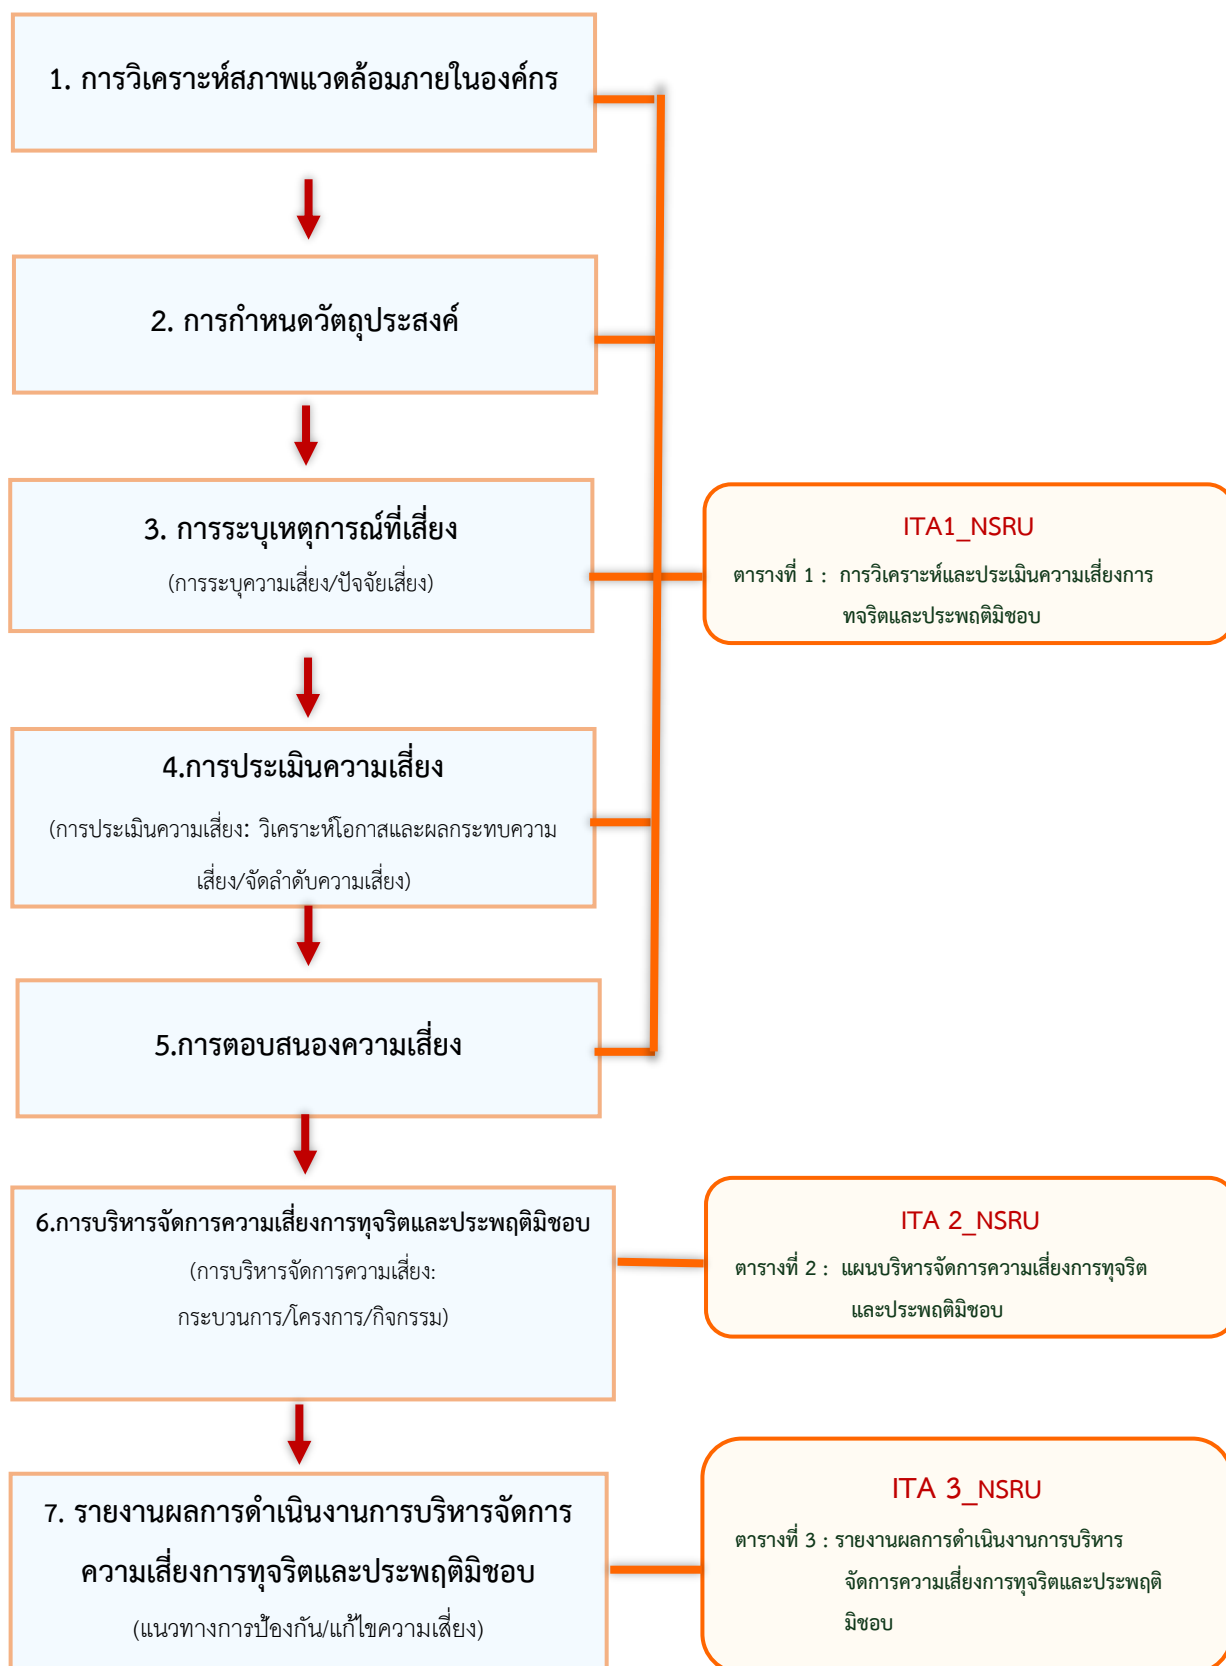 1. การวิเคราะห์สภาพแวดล้อมภายในองค์กร
2. การกำหนดวัตถุประสงค์
3. การระบุเหตุการณ์ที่เสี่ยง
(การระบุความเสี่ยง/ปัจจัยเสี่ยง)
ITA1_NSRU
ตารางที่ 1 : การวิเคราะห์และประเมินความเสี่ยงการ
ทจริตและประพฤติมิชอบ
4.การประเมินความเสี่ยง
(การประเมินความเสี่ยง: วิเคราะห์โอกาสและผลกระทบความ
เสี่ยง/จัดลำดับความเสี่ยง)
5.การตอบสนองความเสี่ยง
6.การบริหารจัดการความเสี่ยงการทุจริตและประพฤติมิชอบ
(การบริหารจัดการความเสี่ยง:
กระบวนการ/โครงการ/กิจกรรม)
ITA 2_NSRU
ตารางที่ 2 : แผนบริหารจัดการความเสี่ยงการทุจริต
และประพฤติมิชอบ
7. รายงานผลการดำเนินงานการบริหารจัดการ
ความเสี่ยงการทุจริตและประพฤติมิชอบ
(แนวทางการป้องกัน/แก้ไขความเสี่ยง)
ITA 3_NSRU
ตารางที่ 3 : รายงานผลการดำเนินงานการบริหาร
จัดการความเสี่ยงการทุจริตและประพฤติ
มิชอบ